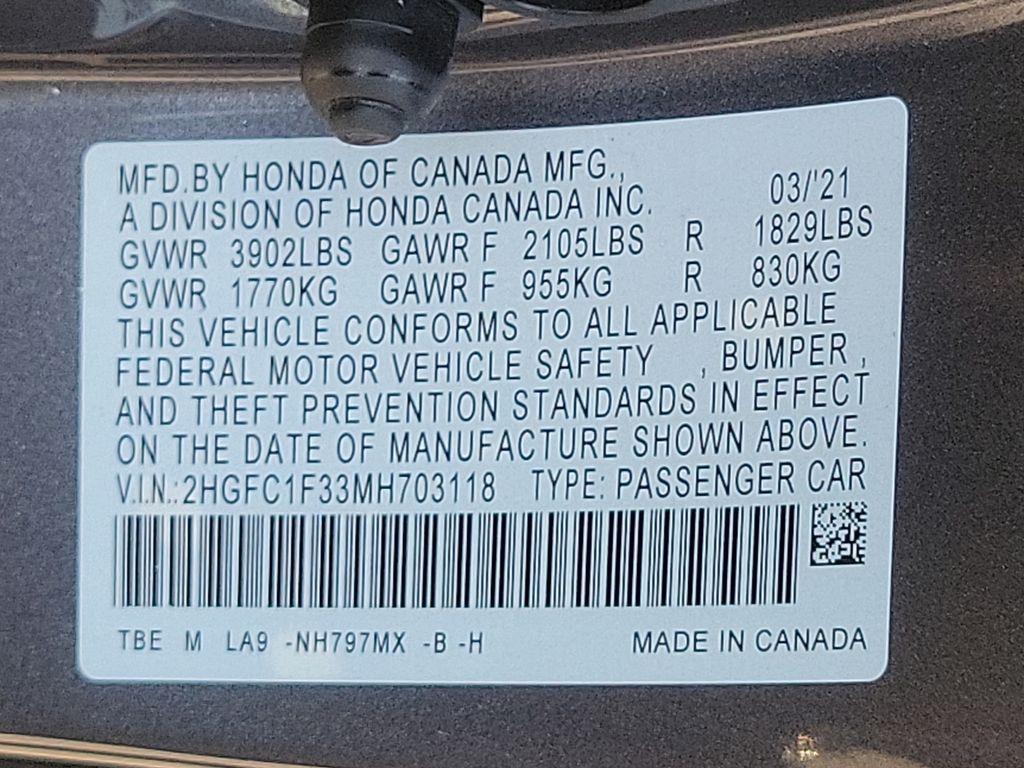 MFD.BY HONDA OF CANADA MFG.,
A DIVISION OF HONDA CANADA INC. 03/'21
GVWR 3902LBS GAWR F 2105LBS R 1829LBS
GVWR 1770KG GAWR F 955KG R 830KG
THIS VEHICLE CONFORMS TO ALL APPLICABLE
FEDERAL MOTOR VEHICLE SAFETY , BUMPER ,
AND THEFT PREVENTION STANDARDS IN EFFECT
ON THE DATE OF MANUFACTURE SHOWN ABOVE.
V.I.N.:2HGFC1F33MH703118 TYPE: PASSENGER CAR
TBE M LA9 -NH797MX -B -H MADE IN CANADA